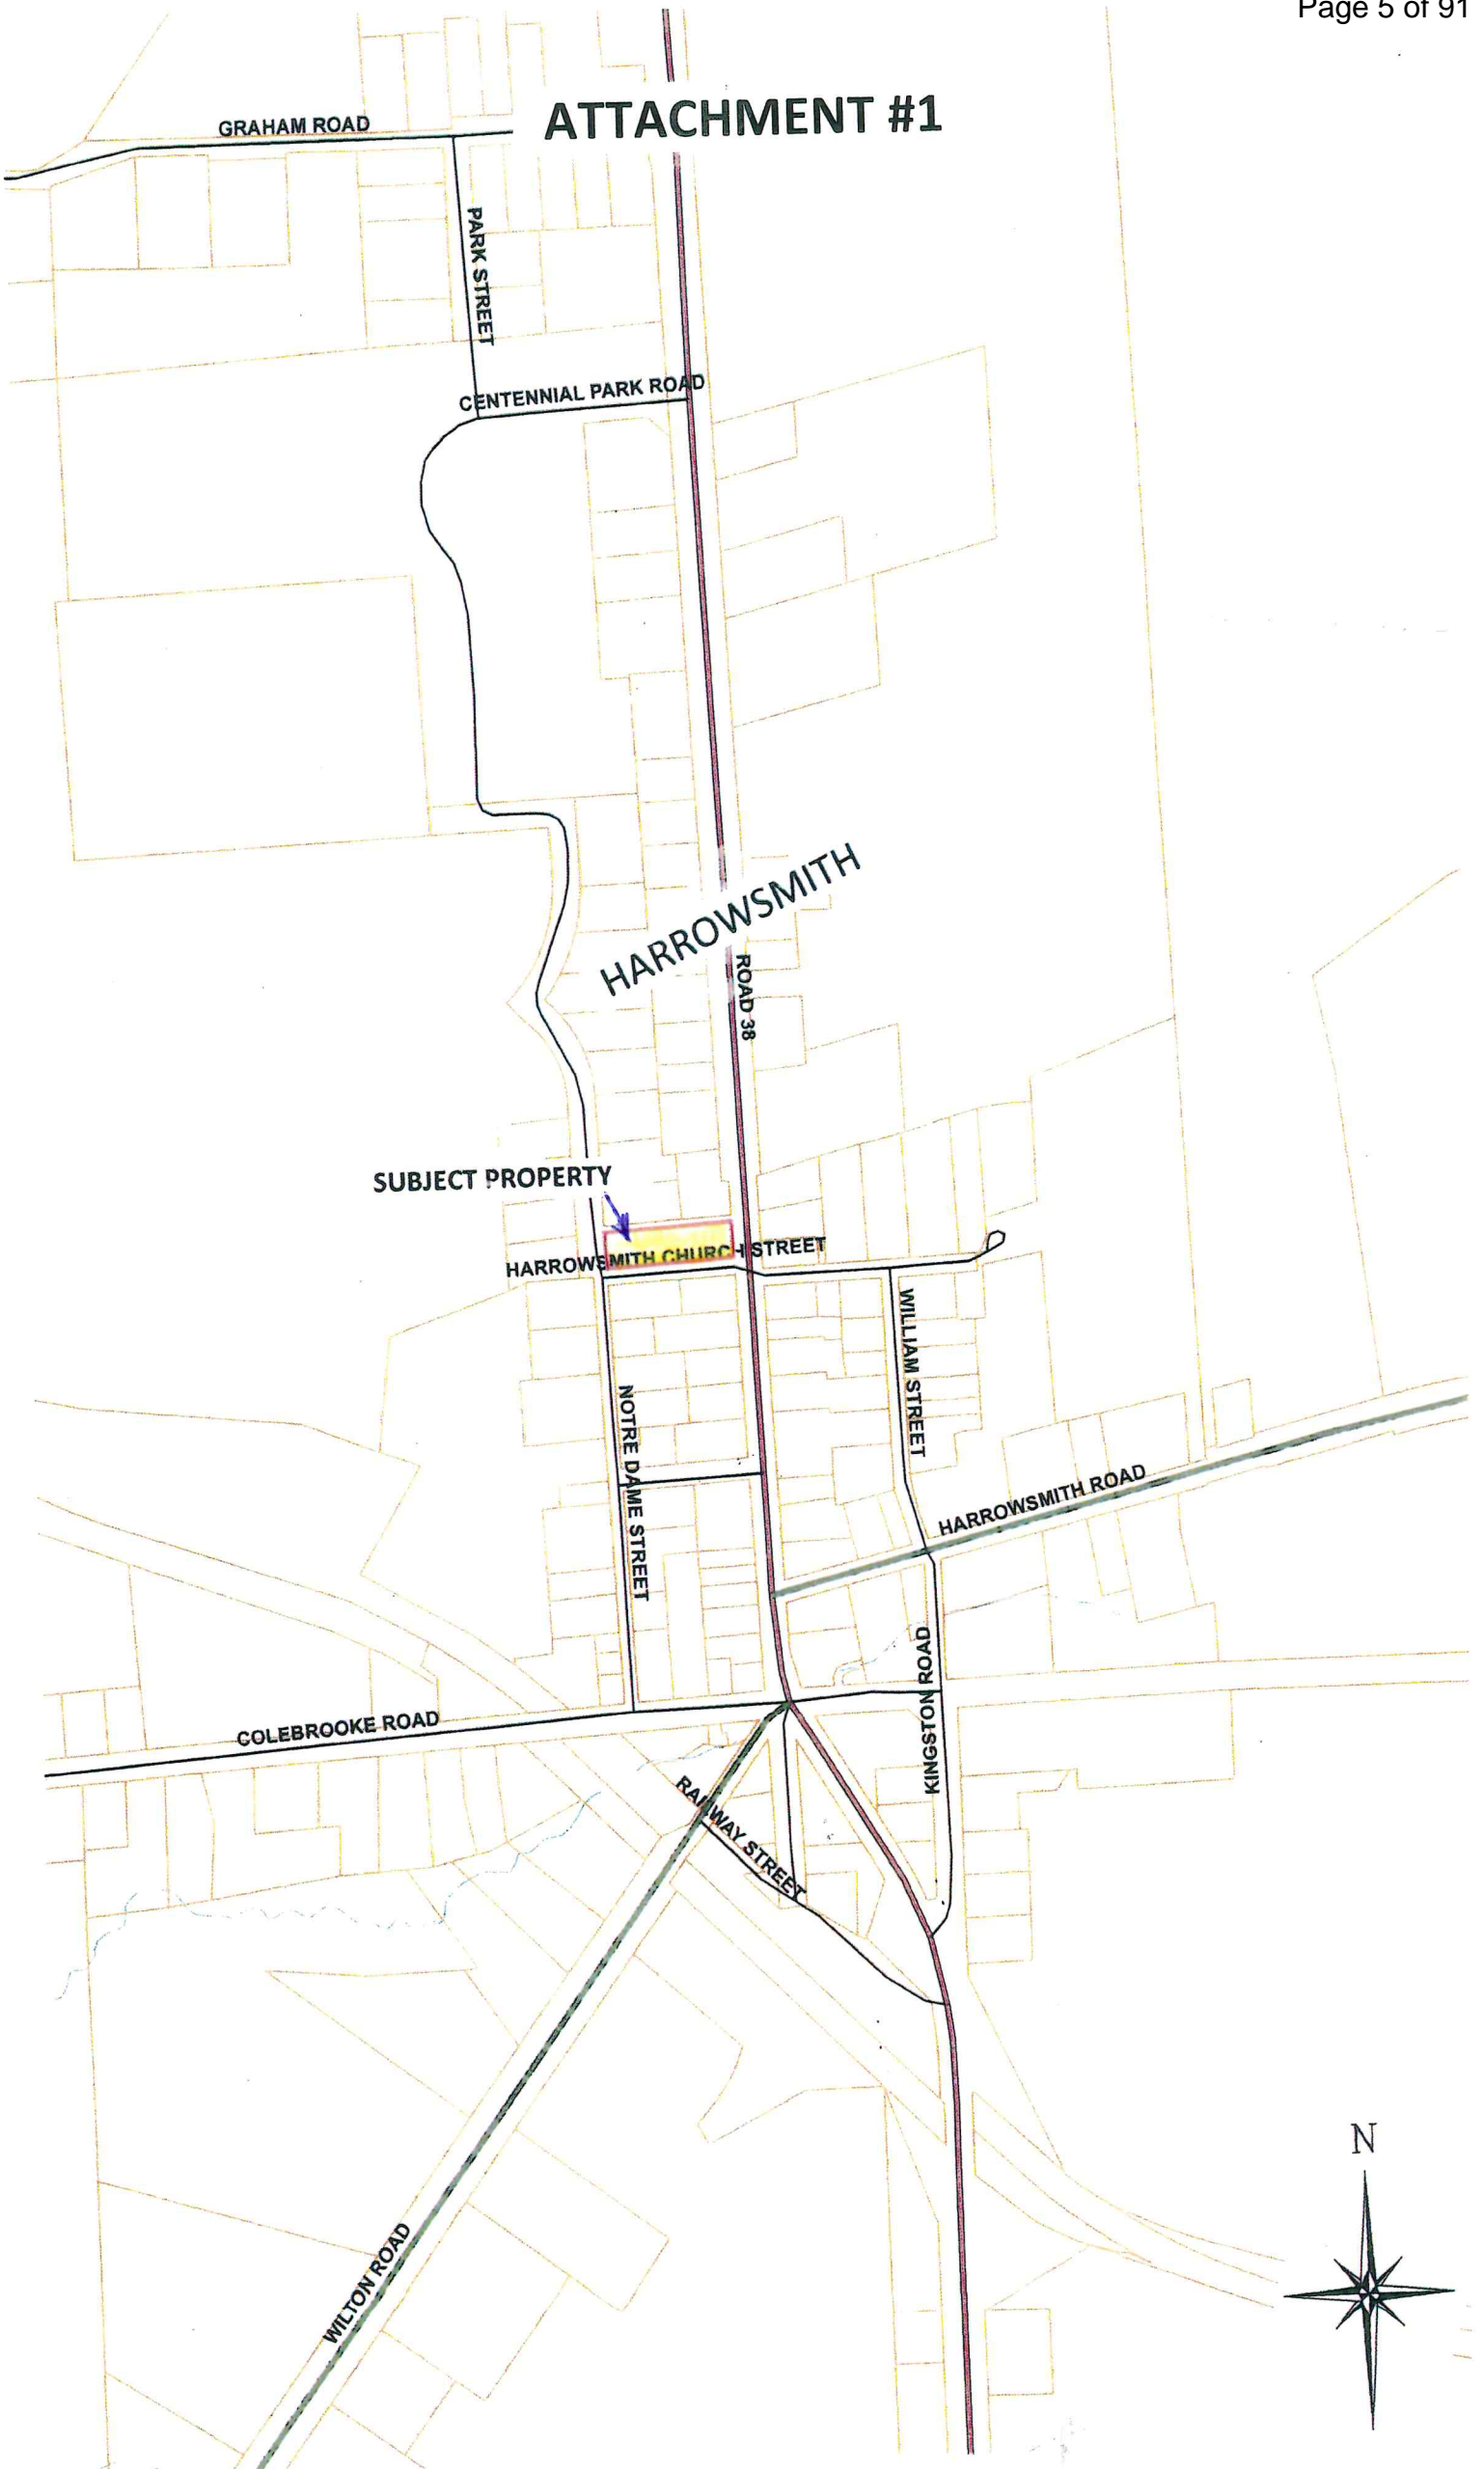 Page 5 of 91
ATTACHMENT #1
GRAHAM ROAD
PARK STREET
CENTENNIAL PARK ROAD
HARROWSMITH
ROAD 38
SUBJECT PROPERTY
HARROWSMITH CHURCH STREET
WILLIAM STREET
NOTRE DAME STREET
HARROWSMITH ROAD
KINGSTON ROAD
COLEBROOKE ROAD
RAILWAY STREET
N
WILTON ROAD